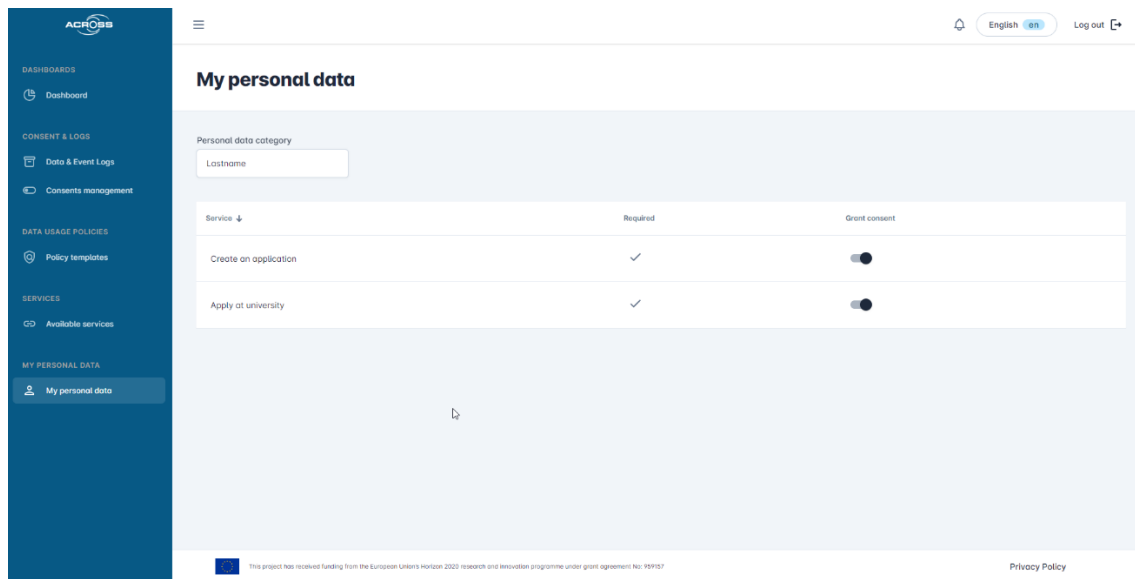 ACROSS
English en
Log out
DASHBOARDS
Dashboard
My personal data
CONSENT & LOGS
Data & Event Logs
Consents management
DATA USAGE POLICIES
Policy templates
SERVICES
Available services
MY PERSONAL DATA
My personal data
Personal data category
Lastname
Service Required Grant consent
Create an application
Apply at university
This project has received funding from the European Union's Horizon 2020 research and innovation programme under grant agreement No: 959157
Privacy Policy